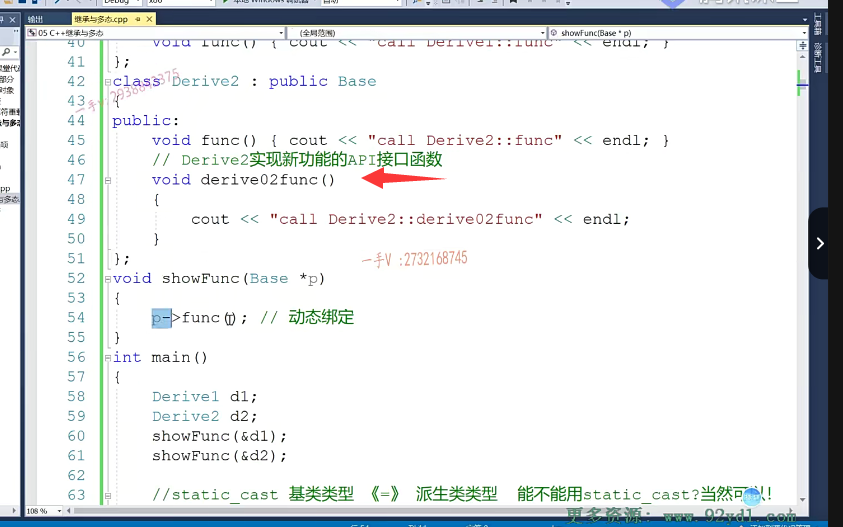 输出
继承与多态.cpp
05 C++继承与多态
(全局范围)
showFunc(Base * p)
40 void func() { cout << "call Derive1::func" << endl; }
41 };
42 class Derive2 : public Base
43 {
44 public:
45 void func() { cout << "call Derive2::func" << endl; }
46 // Derive2实现新功能的API接口函数
47 void derive02func()
48 {
49 cout << "call Derive2::derive02func" << endl;
50 }
51 };
一手V :2732168745
52 void showFunc(Base *p)
53 {
54 p->func(); // 动态绑定
55 }
56 int main()
57 {
58 Derive1 d1;
59 Derive2 d2;
60 showFunc(&d1);
61 showFunc(&d2);
62
63 //static_cast 基类类型 《=》 派生类类型 能不能用static_cast?当然可以!
108 %
更多资源: www.92yd1.com